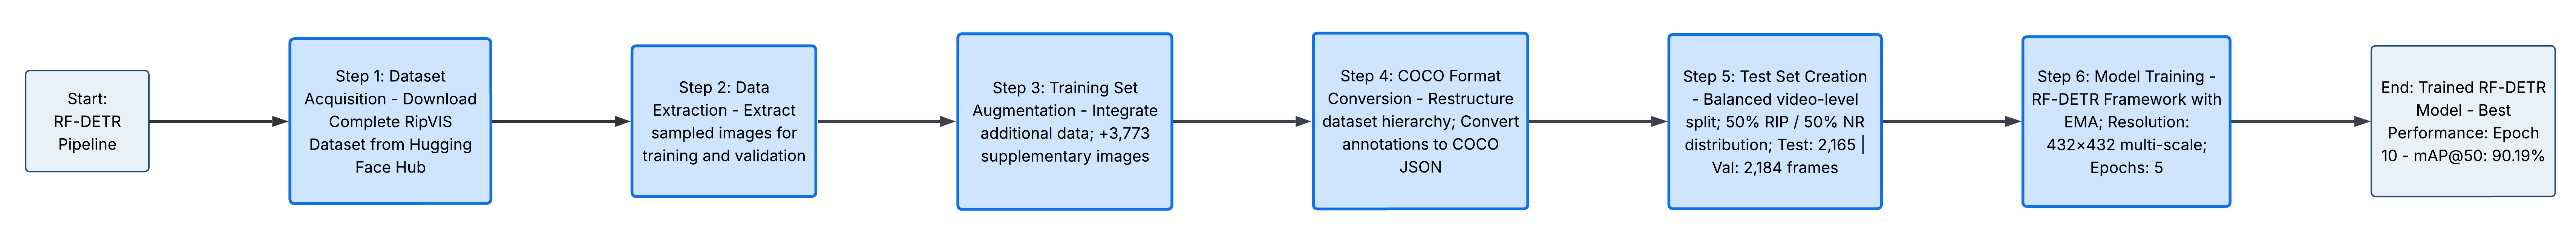 Start:
RF-DETR
Pipeline
Step 1: Dataset
Acquisition - Download
Complete RipVIS
Dataset from Hugging
Face Hub
Step 2: Data
Extraction - Extract
sampled images for
training and validation
Step 3: Training Set
Augmentation - Integrate
additional data; +3,773
supplementary images
Step 4: COCO Format
Conversion - Restructure
dataset hierarchy; Convert
annotations to COCO
JSON
Step 5: Test Set Creation
- Balanced video-level
split; 50% RIP / 50% NR
distribution; Test: 2,165 |
Val: 2,184 frames
Step 6: Model Training -
RF-DETR Framework with
EMA; Resolution:
432×432 multi-scale;
Epochs: 5
End: Trained RF-DETR
Model - Best
Performance: Epoch
10 - mAP@50: 90.19%